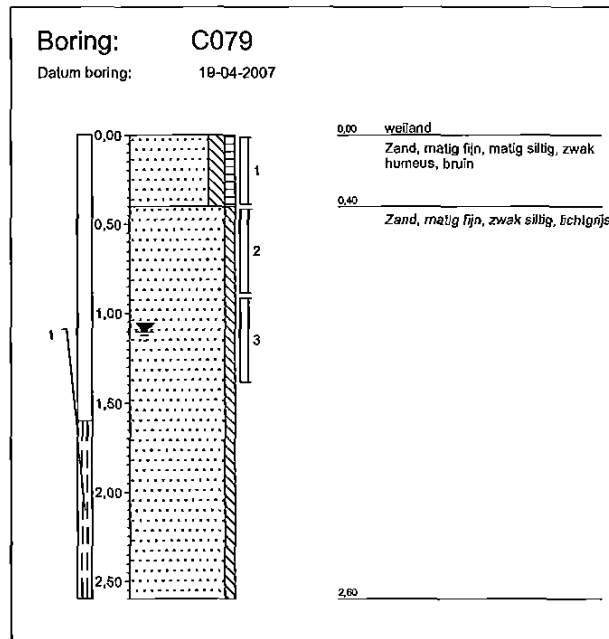 Boring: C079
Datum boring: 19-04-2007
0,00
0,50
1,00
1,50
2,00
2,50
1
1
2
3
0,00 weiland
Zand, matig fijn, matig siltig, zwak
humeus, bruin
0,40
Zand, matig fijn, zwak siltig, lichtgrijs
2,60